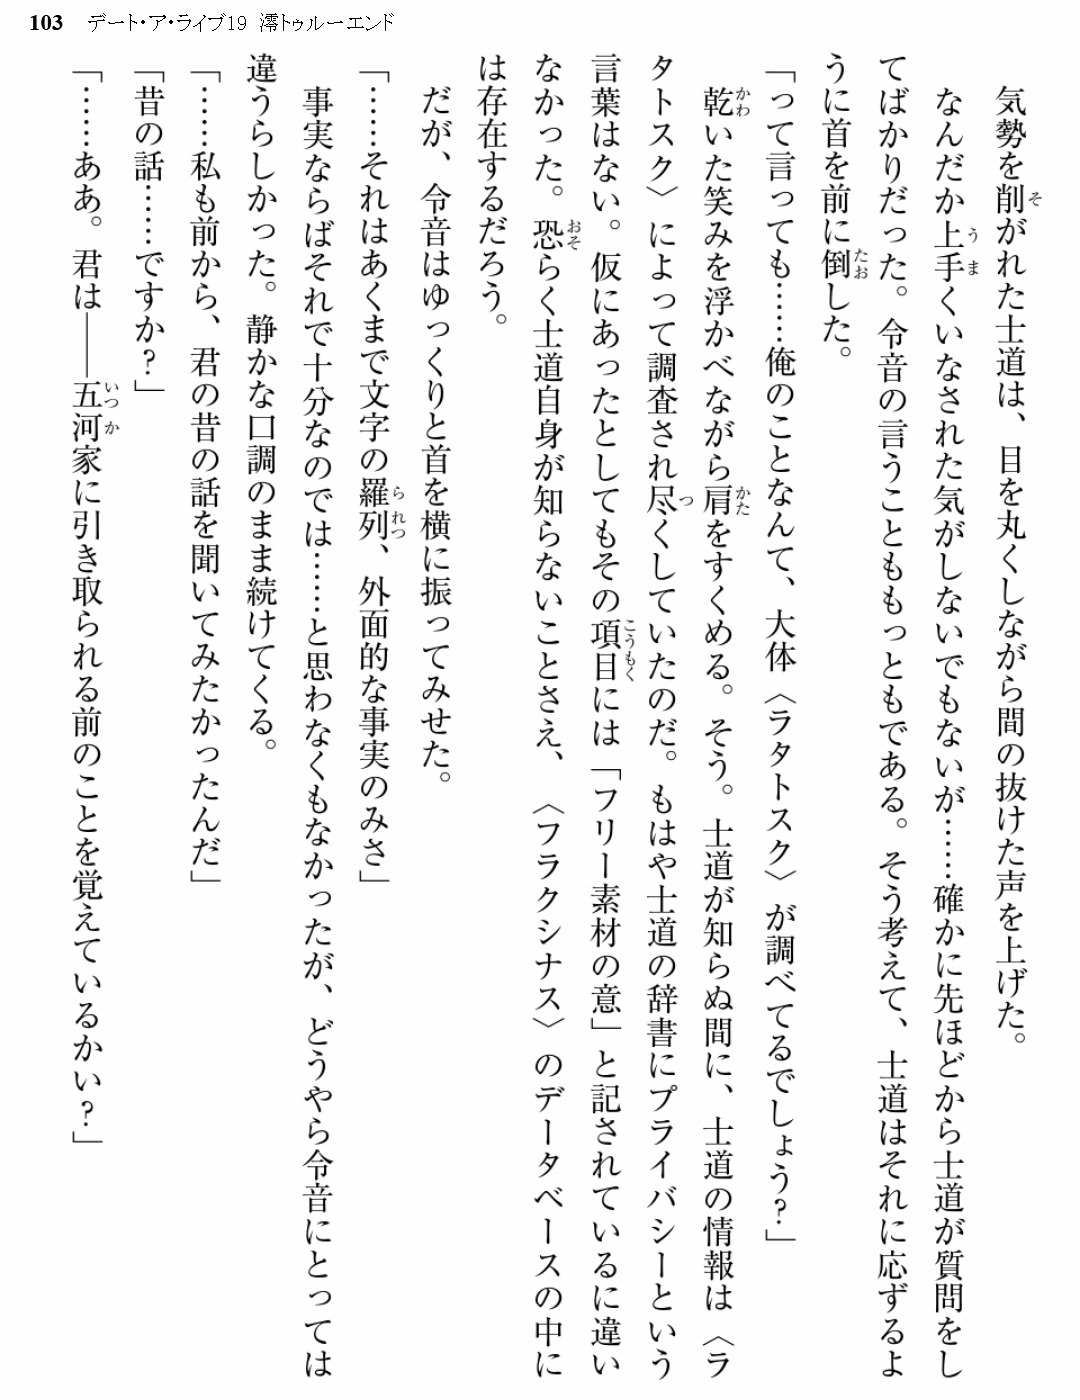 103 デート・ア・ライブ19 澪トゥルーエンド
気勢を削がれた士道は、目を丸くしながら間の抜けた声を上げた。
なんだか上手くいなされた気がしないでもないが……確かに先ほどから士道が質問をし
てばかりだった。令音の言うことももっともである。そう考えて、士道はそれに応ずるよ
うに首を前に倒した。
「って言っても……俺のことなんて、大体〈ラタトスク〉が調べてるでしょう?」
乾いた笑みを浮かべながら肩をすくめる。そう。士道が知らぬ間に、士道の情報は〈ラ
タトスク〉によって調査され尽くしていたのだ。もはや士道の辞書にプライバシーという
言葉はない。仮にあったとしてもその項目には「フリー素材の意」と記されているに違い
なかった。恐らく士道自身が知らないことさえ、〈フラクシナス〉のデータベースの中に
は存在するだろう。
だが、令音はゆっくりと首を横に振ってみせた。
「……それはあくまで文字の羅列、外面的な事実のみさ」
事実ならばそれで十分なのでは……と思わなくもなかったが、どうやら令音にとっては
違うらしかった。静かな口調のまま続けてくる。
「……私も前から、君の昔の話を聞いてみたかったんだ」
「昔の話……ですか?」
「……ああ。君は――五河家に引き取られる前のことを覚えているかい?」